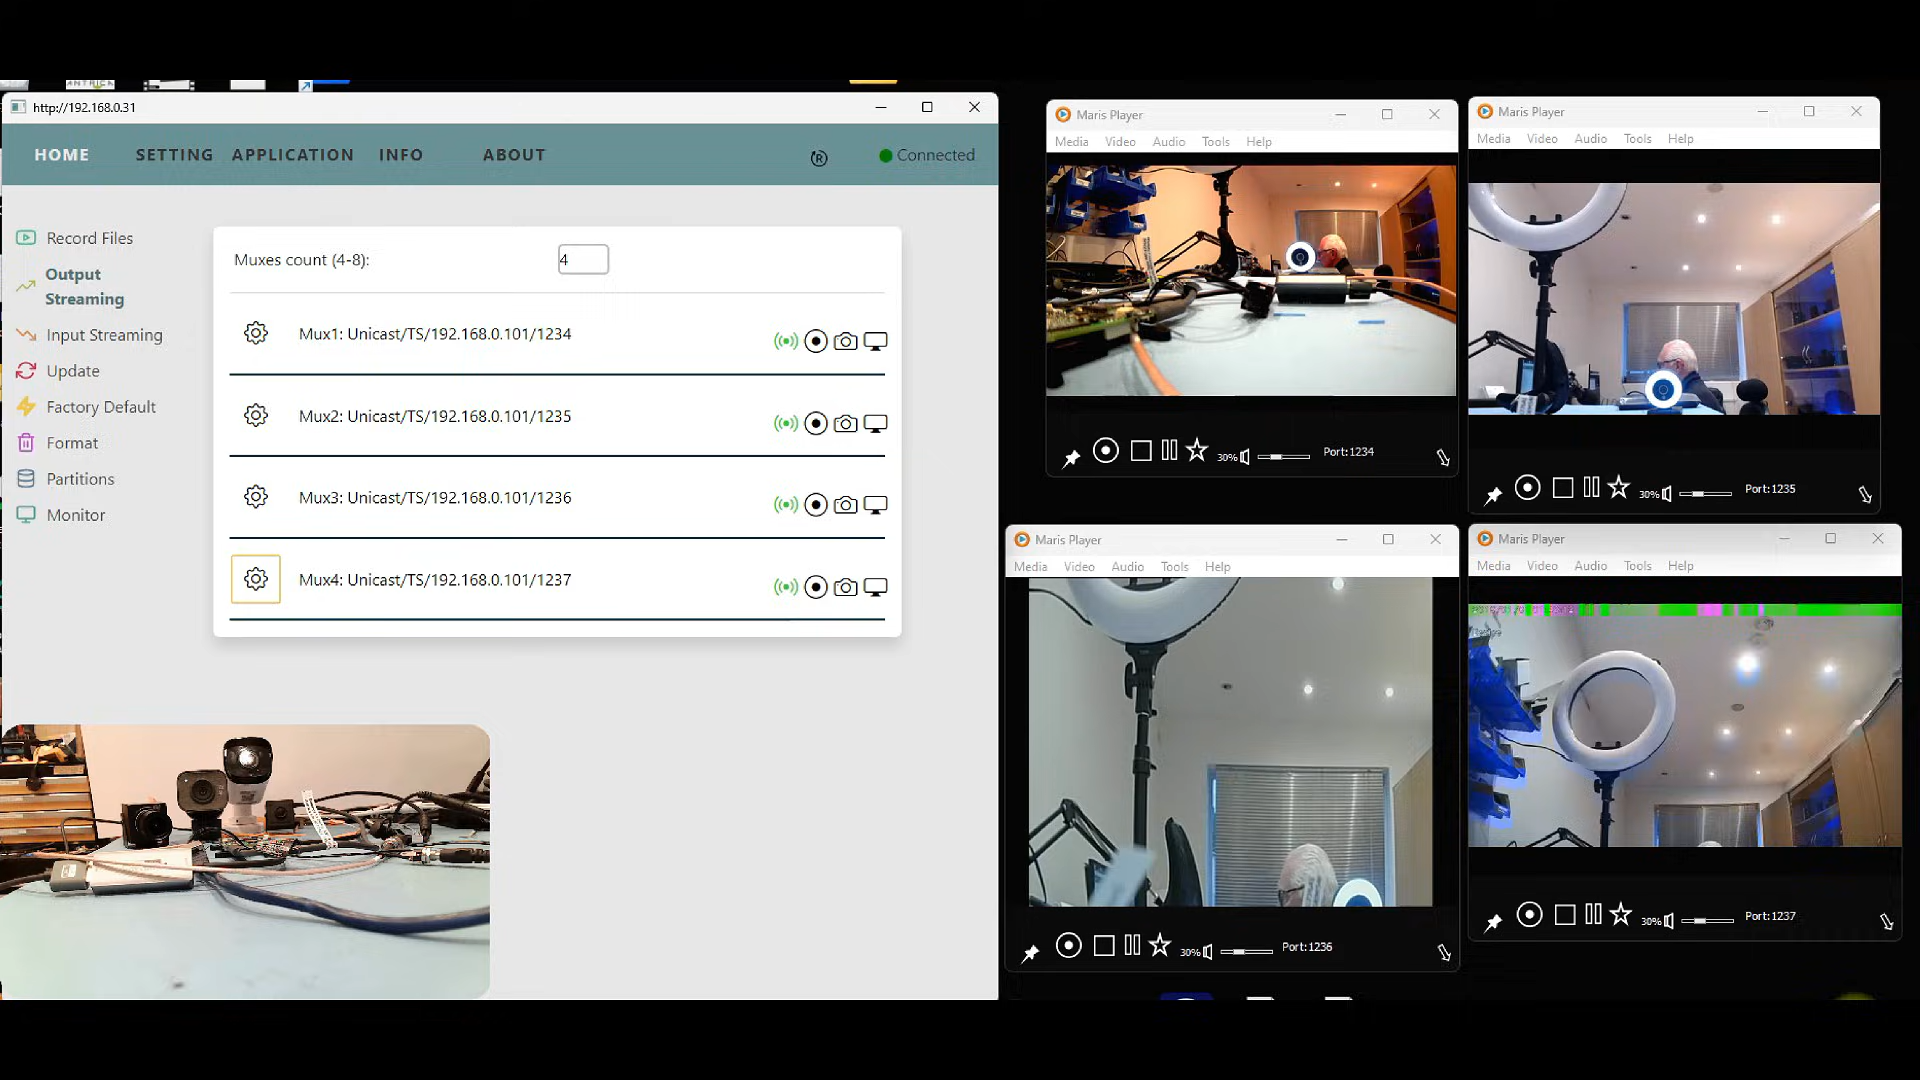 ANTRICA
http://192.168.0.31
HOME SETTING APPLICATION INFO ABOUT
Connected
Record Files
Output
Streaming
Input Streaming
Update
Factory Default
Format
Partitions
Monitor
Muxes count (4-8): 4
Mux1: Unicast/TS/192.168.0.101/1234
Mux2: Unicast/TS/192.168.0.101/1235
Mux3: Unicast/TS/192.168.0.101/1236
Mux4: Unicast/TS/192.168.0.101/1237
Maris Player
Media Video Audio Tools Help
30% Port:1234
Maris Player
Media Video Audio Tools Help
30% Port:1235
Maris Player
Media Video Audio Tools Help
30% Port:1236
Maris Player
Media Video Audio Tools Help
30% Port:1237